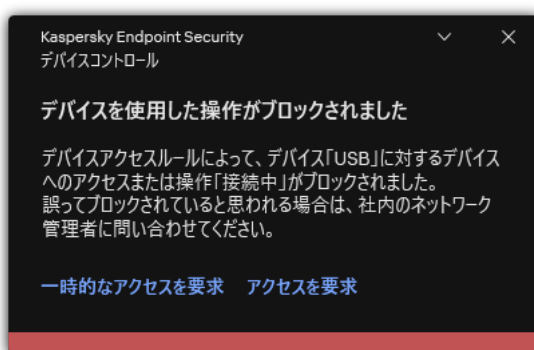 Kaspersky Endpoint Security
デバイスコントロール
デバイスを使用した操作がブロックされました
デバイスアクセスルールによって、デバイス「USB」に対するデバイス
へのアクセスまたは操作「接続中」がブロックされました。
誤ってブロックされていると思われる場合は、社内のネットワーク
管理者に問い合わせてください。
一時的なアクセスを要求 アクセスを要求